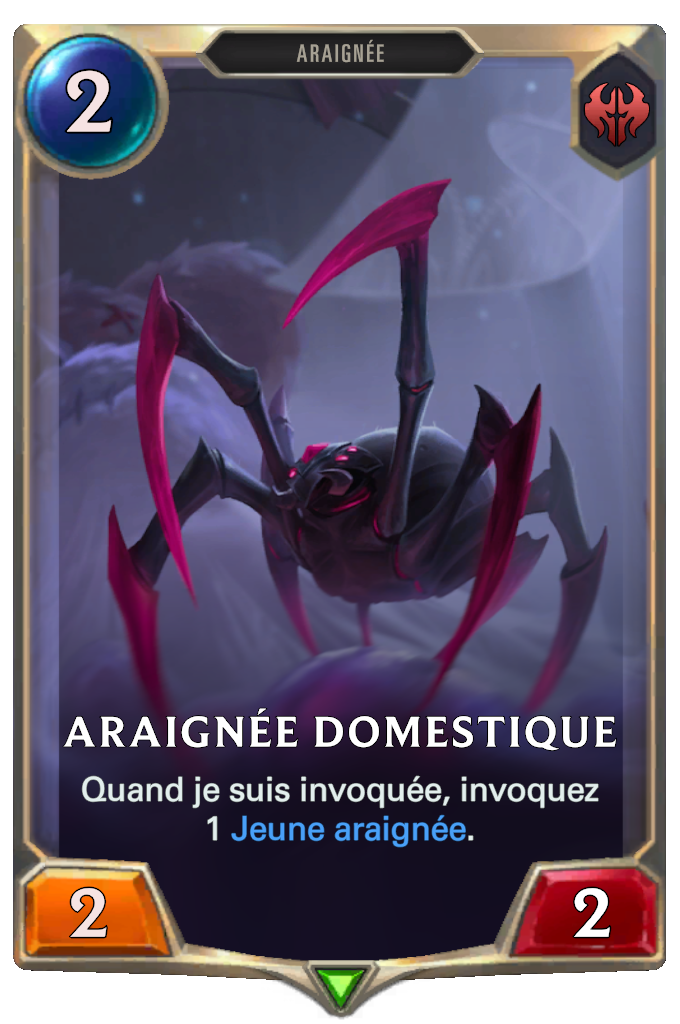 ARAIGNÉE
2
ARAIGNÉE DOMESTIQUE
Quand je suis invoquée, invoquez
1 Jeune araignée.
2
2